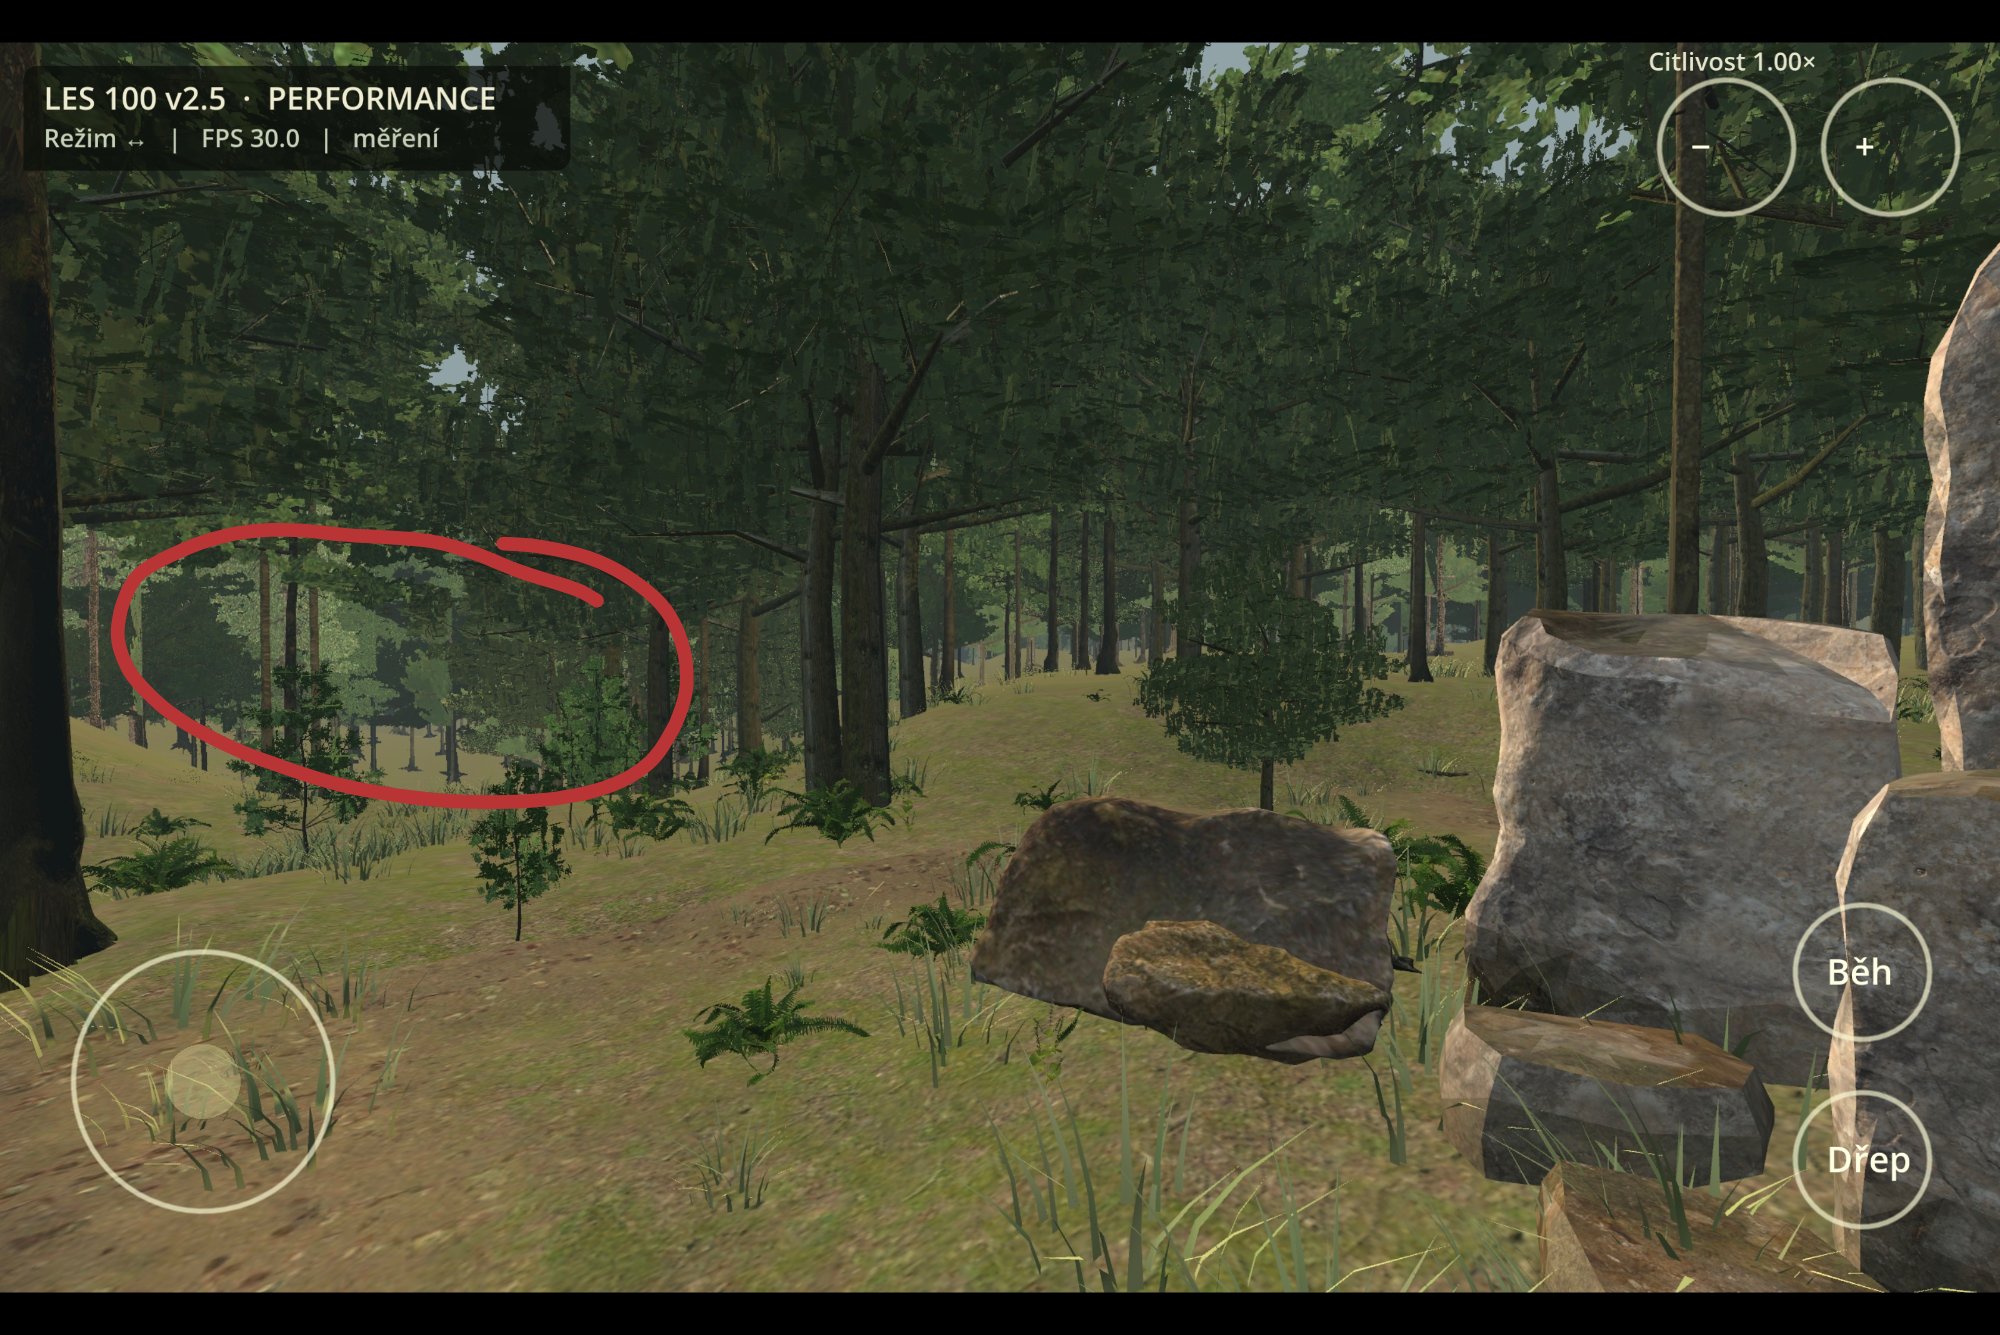 LES 100 v2.5 · PERFORMANCE
Režim ↔ | FPS 30.0 | měření
Citlivost 1.00×
− +
Běh
Dřep